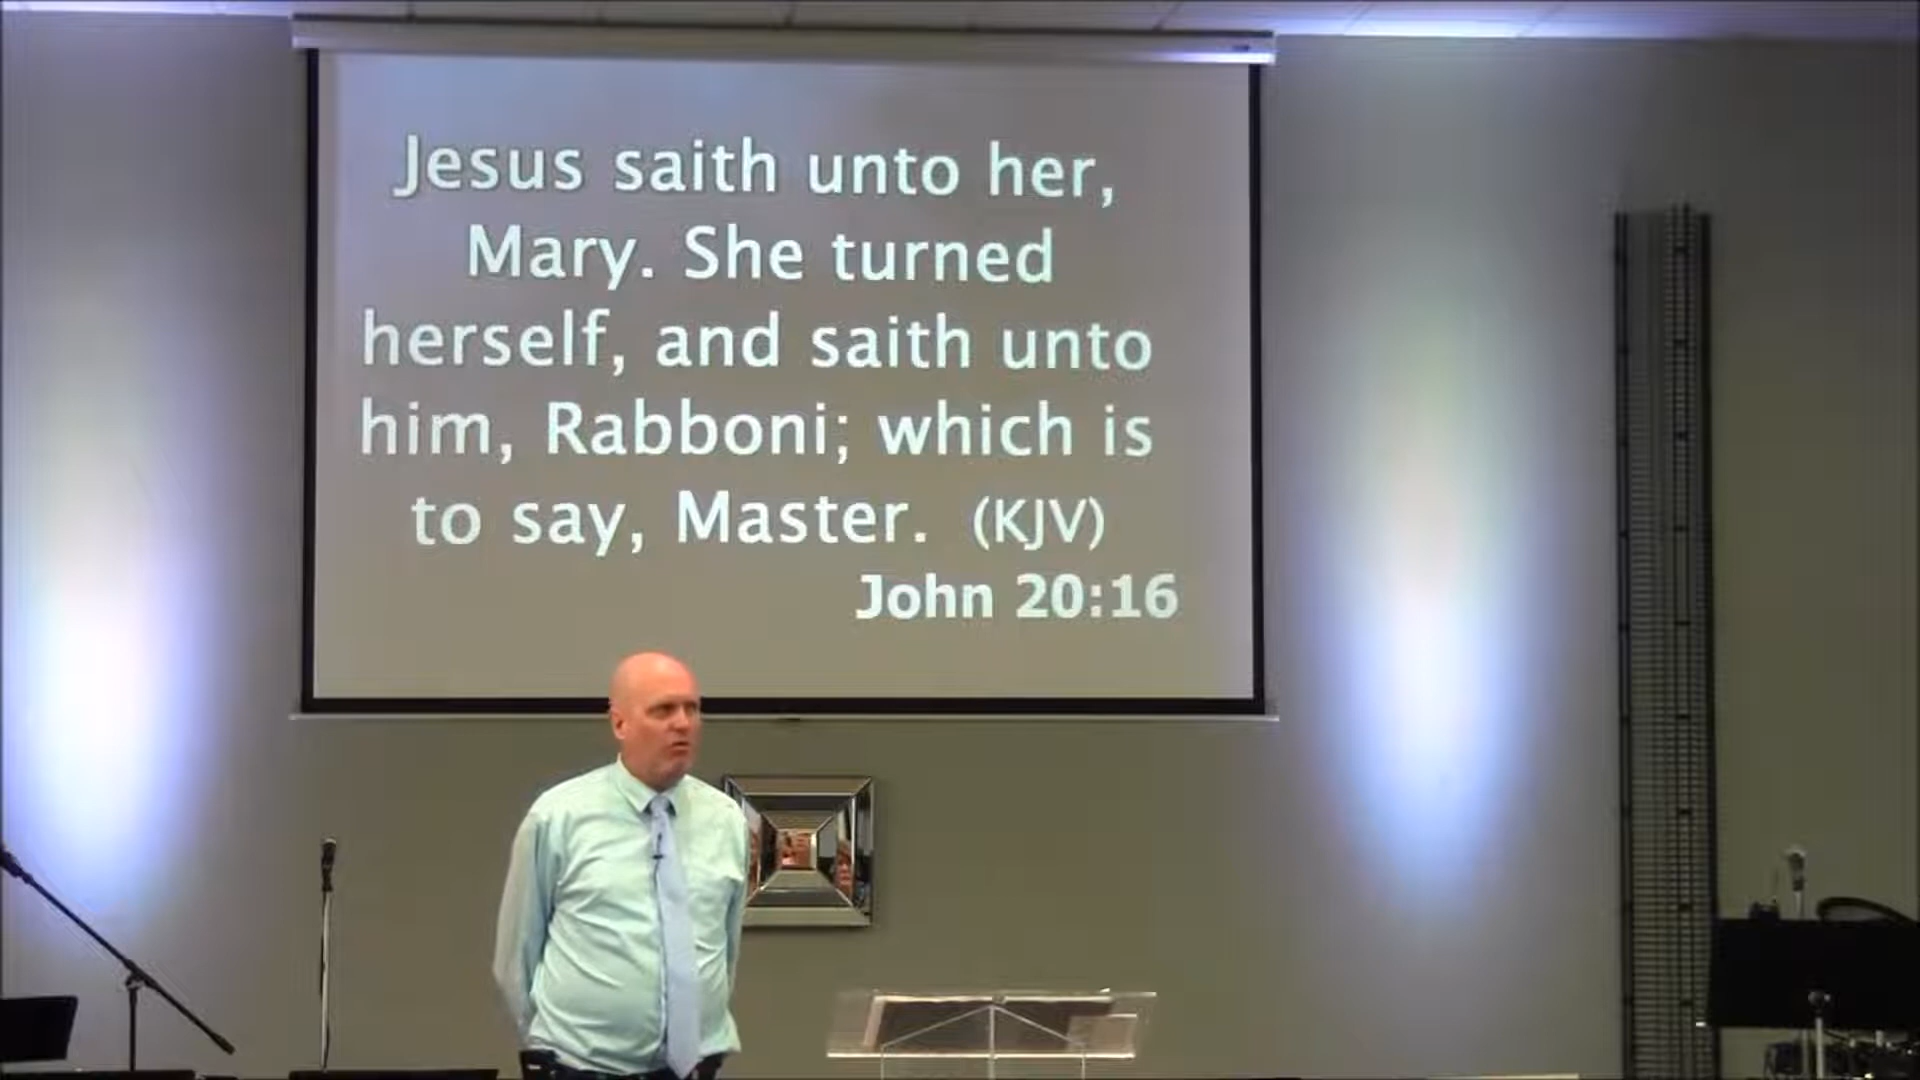 Jesus saith unto her,
Mary. She turned
herself, and saith unto
him, Rabboni; which is
to say, Master. (KJV)
John 20:16